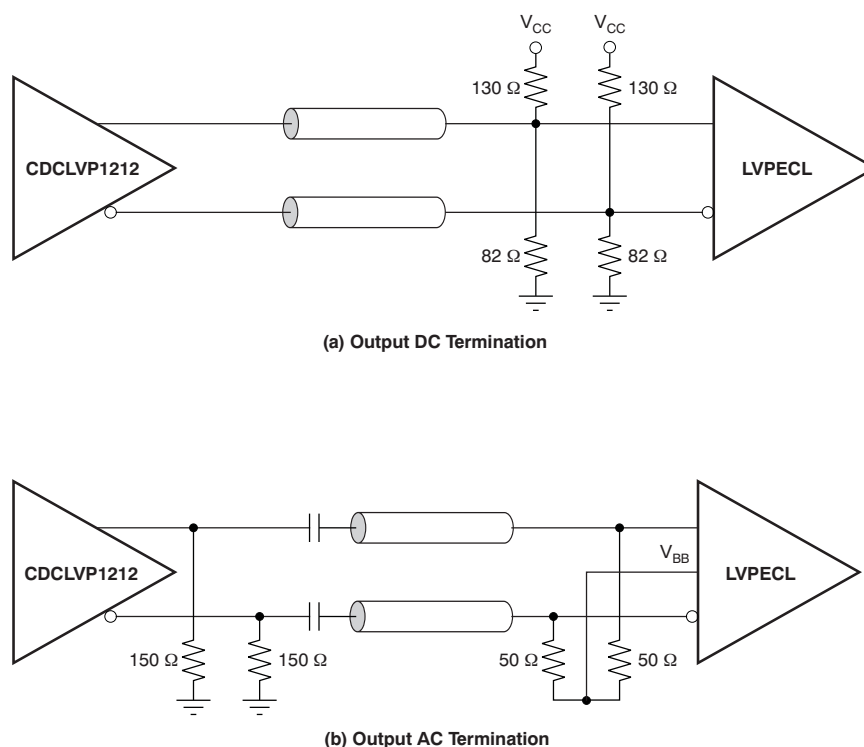 V_CC V_CC
130 Ω 130 Ω
CDCLVP1212 LVPECL
82 Ω 82 Ω
(a) Output DC Termination
CDCLVP1212 V_BB LVPECL
150 Ω 150 Ω 50 Ω 50 Ω
(b) Output AC Termination